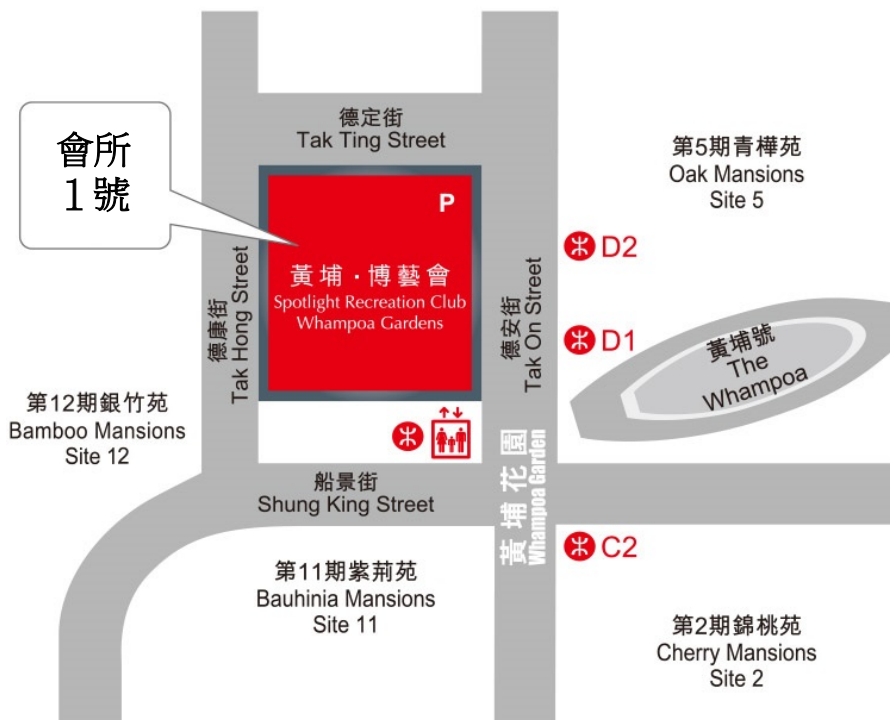 德定街
Tak Ting Street
會所
１號
第5期青樺苑
Oak Mansions
Site 5
P
D2
黃埔·博藝會
Spotlight Recreation Club
Whampoa Gardens
德康街
Tak Hong Street
德安街
Tak On Street
D1
黃埔號
The
Whampoa
第12期銀竹苑
Bamboo Mansions
Site 12
船景街
Shung King Street
黃埔花園
Whampoa Garden
C2
第11期紫荊苑
Bauhinia Mansions
Site 11
第2期錦桃苑
Cherry Mansions
Site 2